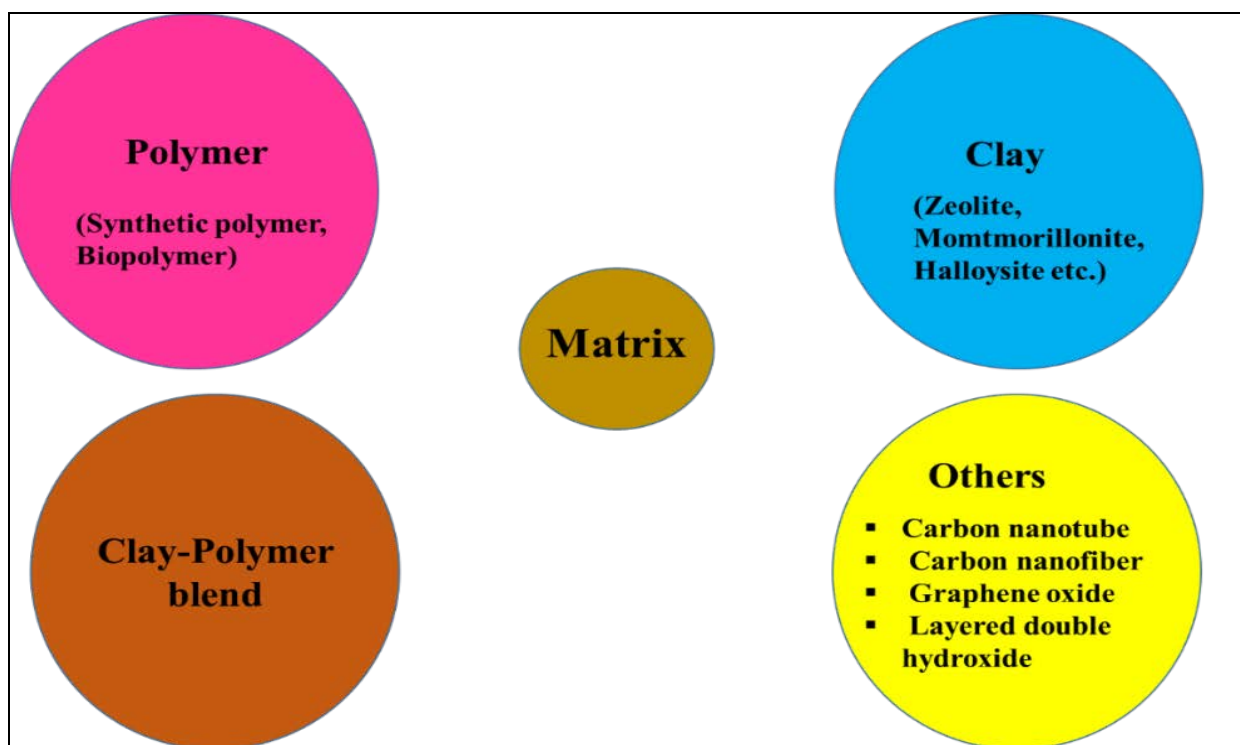 Polymer
(Synthetic polymer,
Biopolymer)
Clay
(Zeolite,
Momtmorillonite,
Halloysite etc.)
Matrix
Clay-Polymer
blend
Others
▪ Carbon nanotube
▪ Carbon nanofiber
▪ Graphene oxide
▪ Layered double
hydroxide